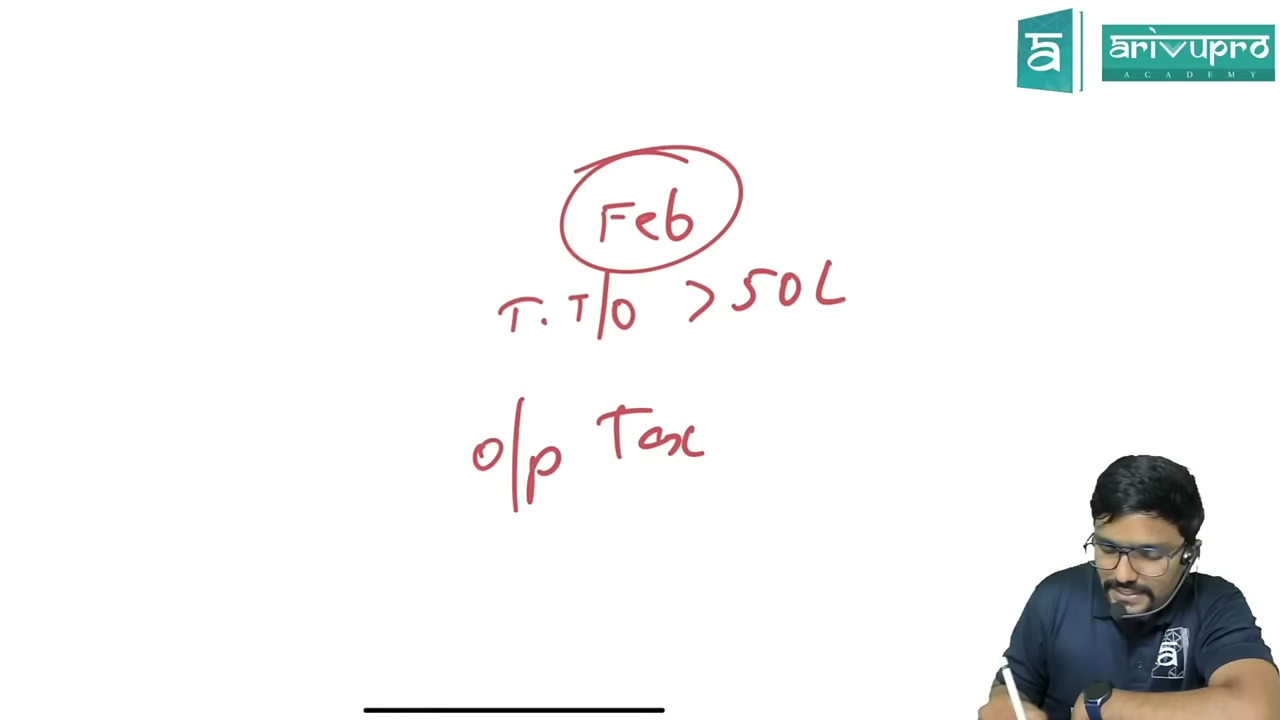 ā
arivupro
ACADEMY
Feb
T. T/O > 50L
o/p Tax
ā